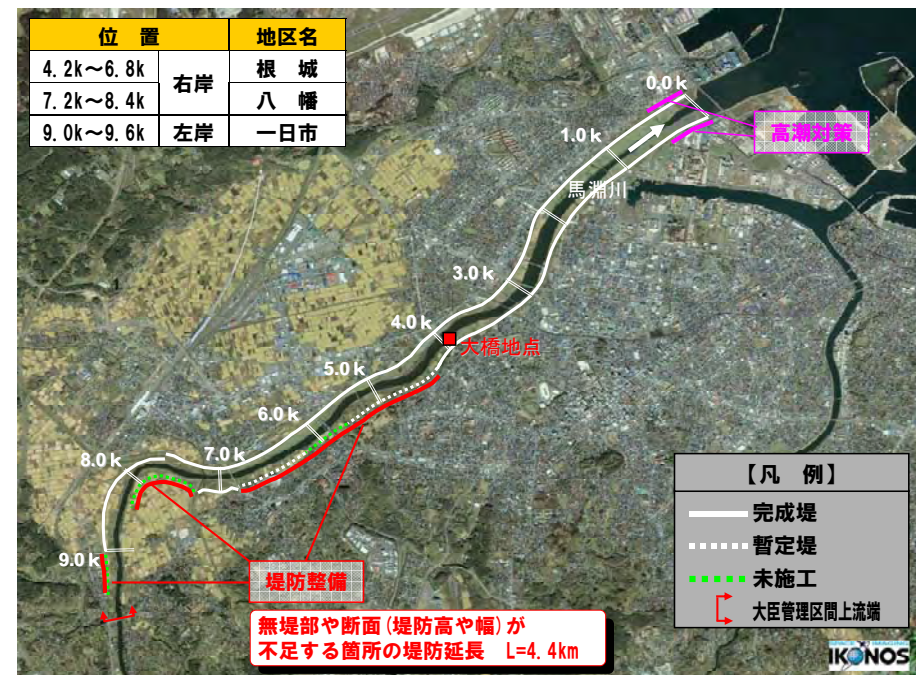 位 置 地区名
4.2k～6.8k 右岸 根 城
7.2k～8.4k 八 幡
9.0k～9.6k 左岸 一日市
0.0k
高潮対策
1.0k
馬淵川
3.0k
4.0k
大橋地点
5.0k
6.0k
7.0k
8.0k
9.0k
堤防整備
無堤部や断面(堤防高や幅)が
不足する箇所の堤防延長 L=4.4km
【凡 例】
完成堤
暫定堤
未施工
大臣管理区間上流端
IKONOS